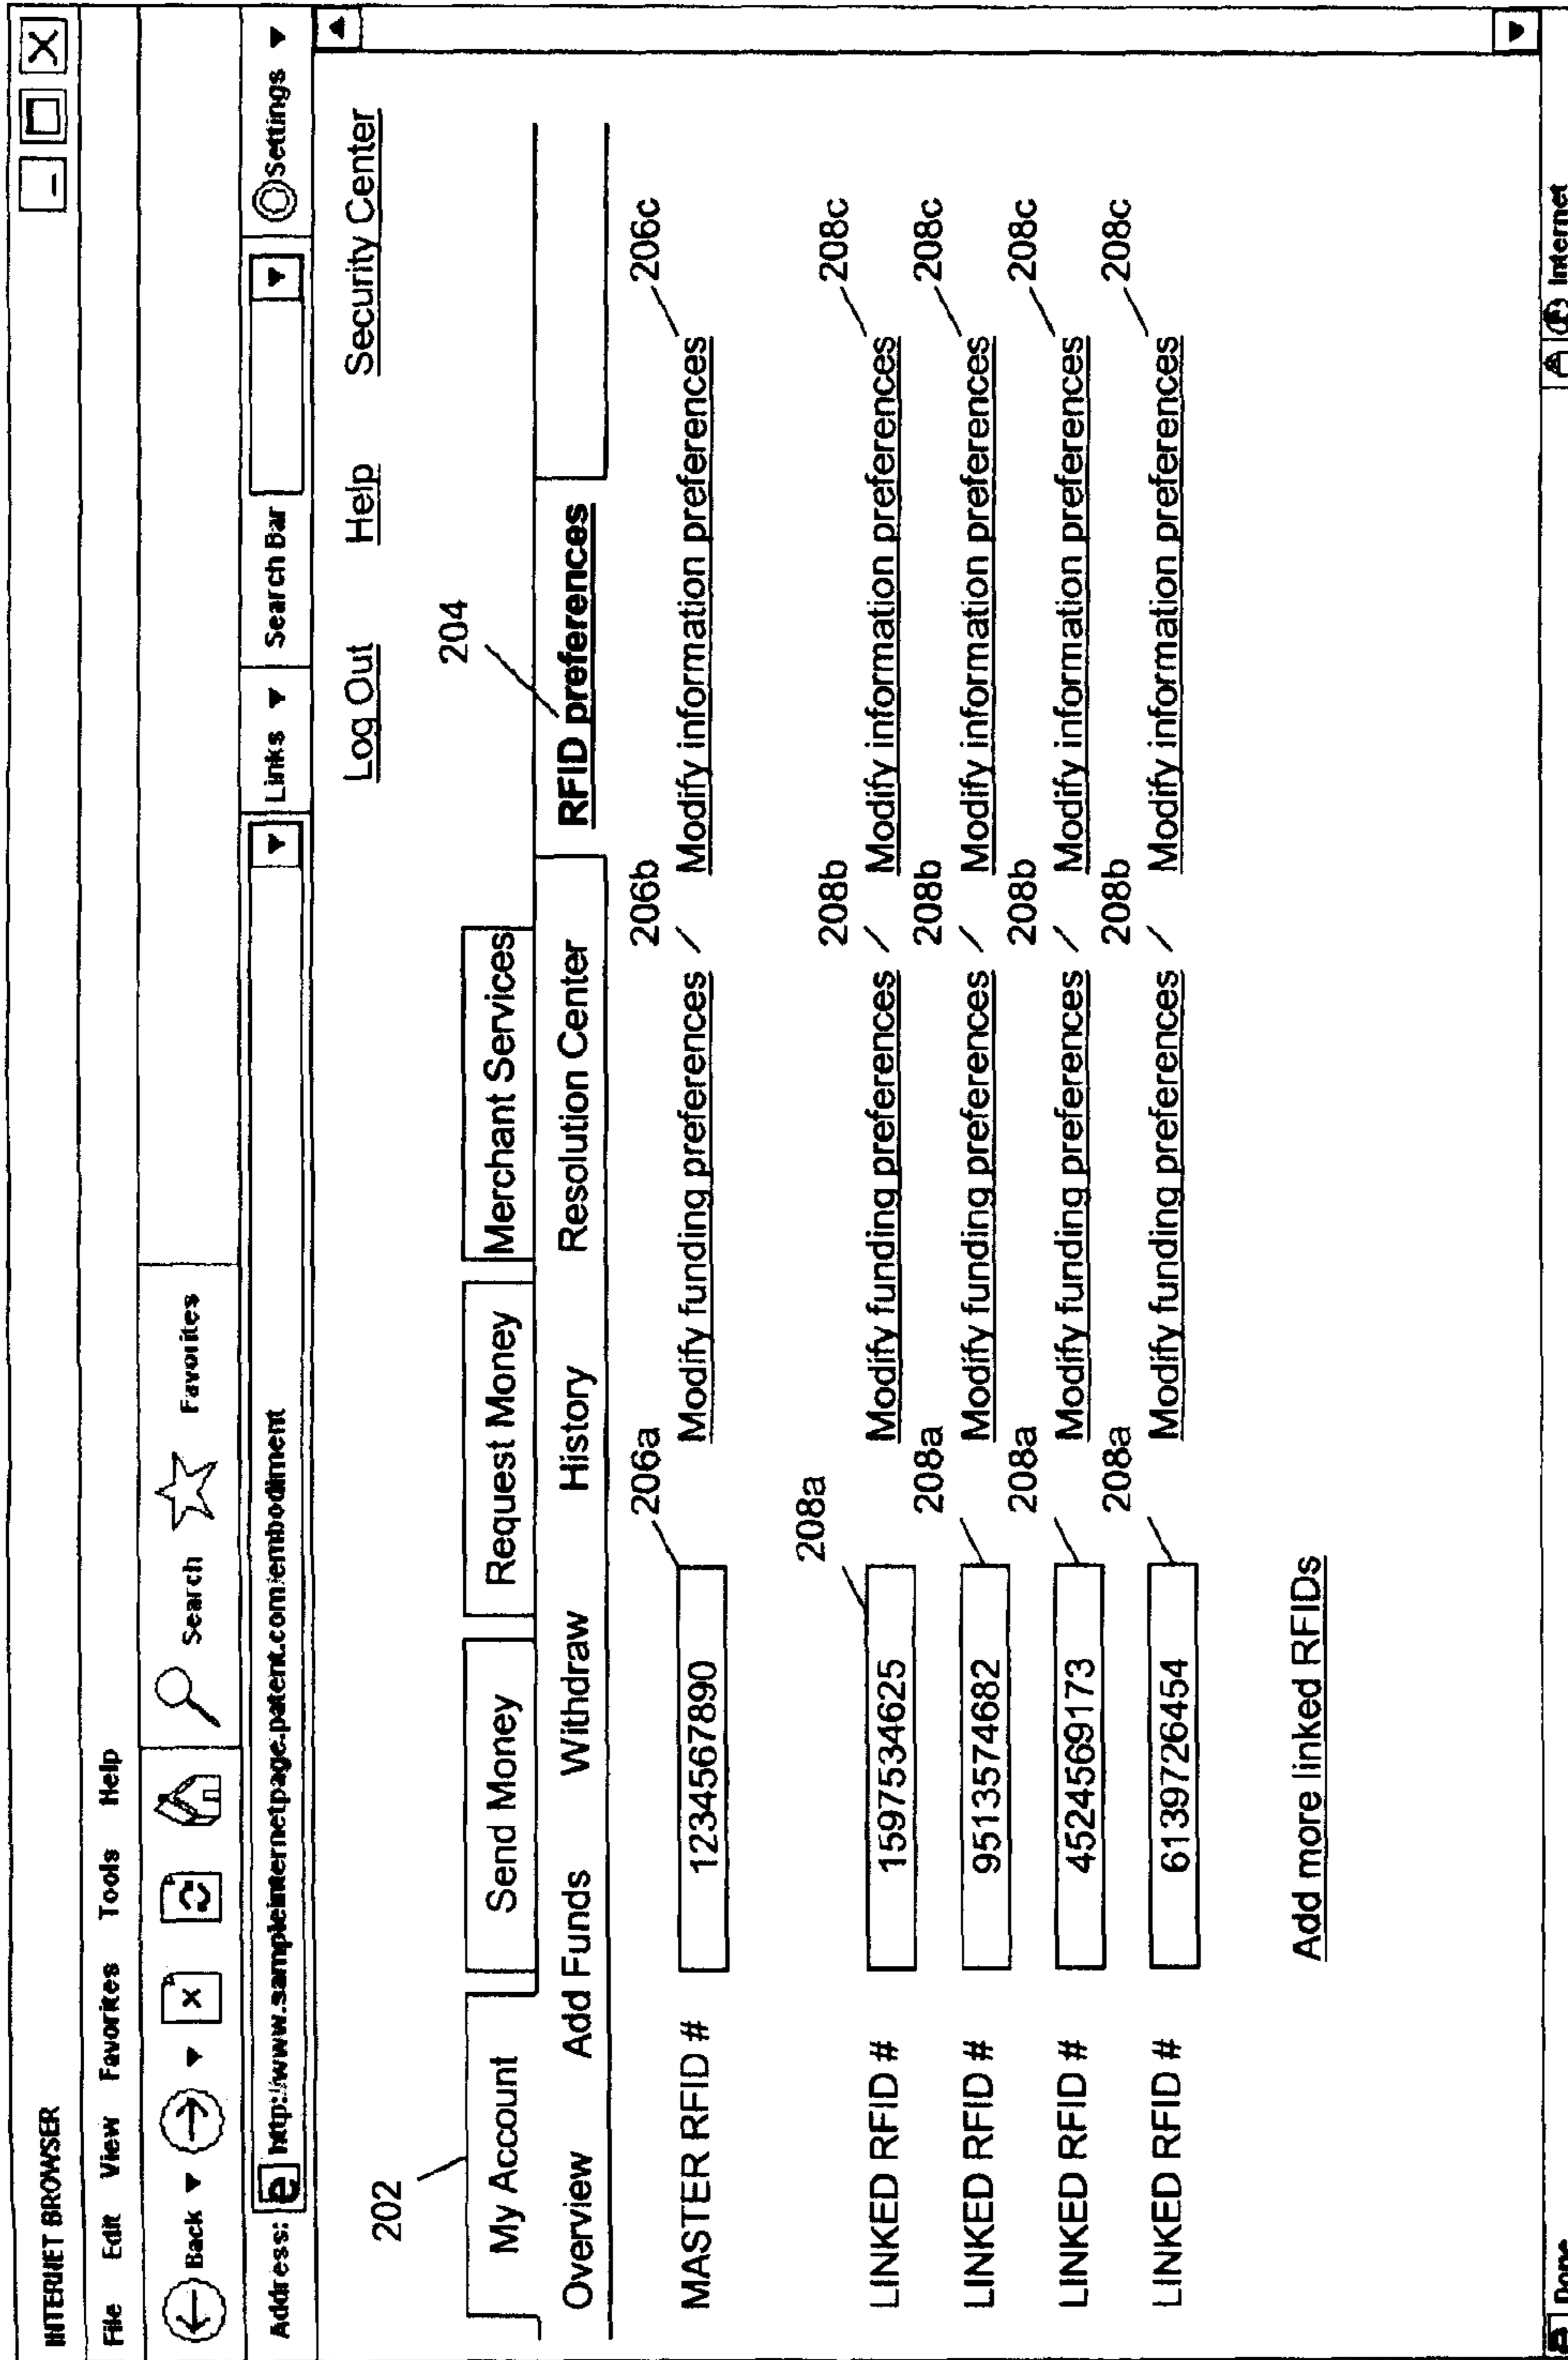 INTERNET BROWSER
File Edit View Favorites Tools Help
Back Search Favorites
Address: http://www.sampleinternetpage.patent.com/embodiment Links Search Bar Settings
Log Out Help Security Center
202
204
My Account Send Money Request Money Merchant Services
Overview Add Funds Withdraw History Resolution Center RFID preferences
206a 206b 206c
MASTER RFID # 1234567890 Modify funding preferences / Modify information preferences
208a 208b 208c
LINKED RFID # 1597534625 Modify funding preferences / Modify information preferences
208a 208b 208c
LINKED RFID # 9513574682 Modify funding preferences / Modify information preferences
208a 208b 208c
LINKED RFID # 4524569173 Modify funding preferences / Modify information preferences
208a 208b 208c
LINKED RFID # 6139726454 Modify funding preferences / Modify information preferences
Add more linked RFIDs
Done Internet